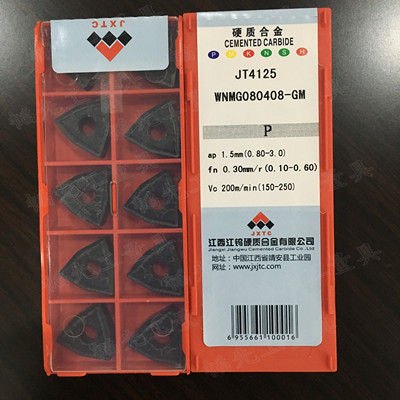 JXTC
硬质合金
CEMENTED CARBIDE
P M K N S H
JT4125
WNMG080408-GM
P
ap 1.5mm(0.80-3.0)
fn 0.30mm/r(0.10-0.60)
Vc 200m/min(150-250)
JXTC
江西江钨硬质合金有限公司
Jiangxi Jiangwu Cemented Carbide Co.,Ltd
地址：中国江西省靖安县工业园
网址：www.jxtc.com
6 955661 100016